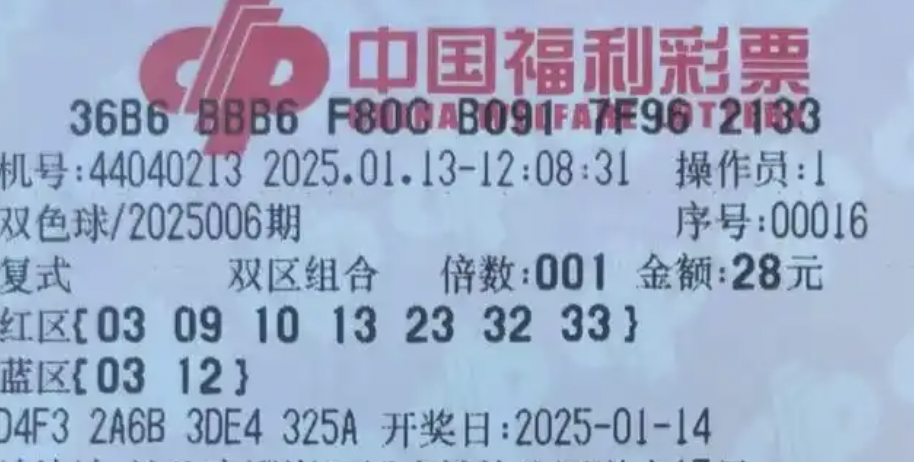 中国福利彩票
36B6 BBB6 F80C B091 7F96 2133
机号:44040213 2025.01.13-12:08:31 操作员:1
双色球/2025006期 序号:00016
复式 双区组合 倍数:001 金额:28元
红区{03 09 10 13 23 32 33}
蓝区{03 12}
D4F3 2A6B 3DE4 325A 开奖日:2025-01-14